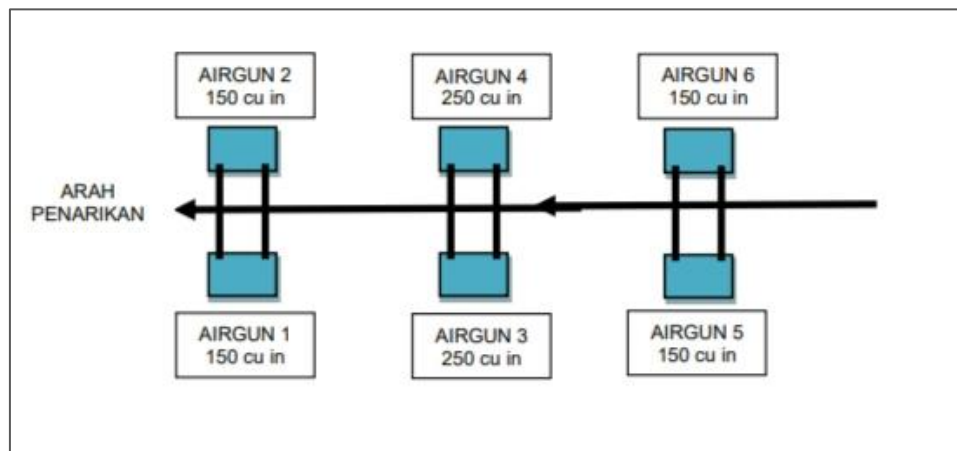 AIRGUN 2
150 cu in
AIRGUN 4
250 cu in
AIRGUN 6
150 cu in
ARAH
PENARIKAN
AIRGUN 1
150 cu in
AIRGUN 3
250 cu in
AIRGUN 5
150 cu in